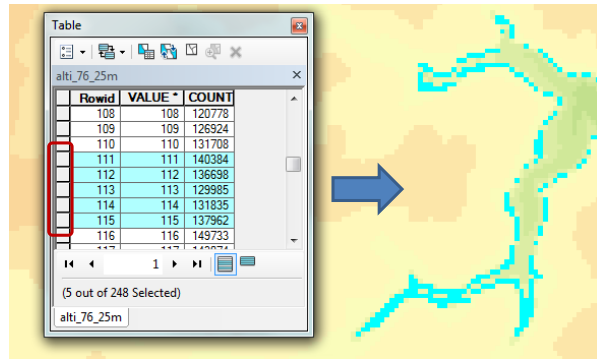 Table
alti_76_25m
Rowid VALUE * COUNT
108 108 120778
109 109 126924
110 110 131708
111 111 140384
112 112 136698
113 113 129985
114 114 131835
115 115 137962
116 116 149733
117 117
1
(5 out of 248 Selected)
alti_76_25m